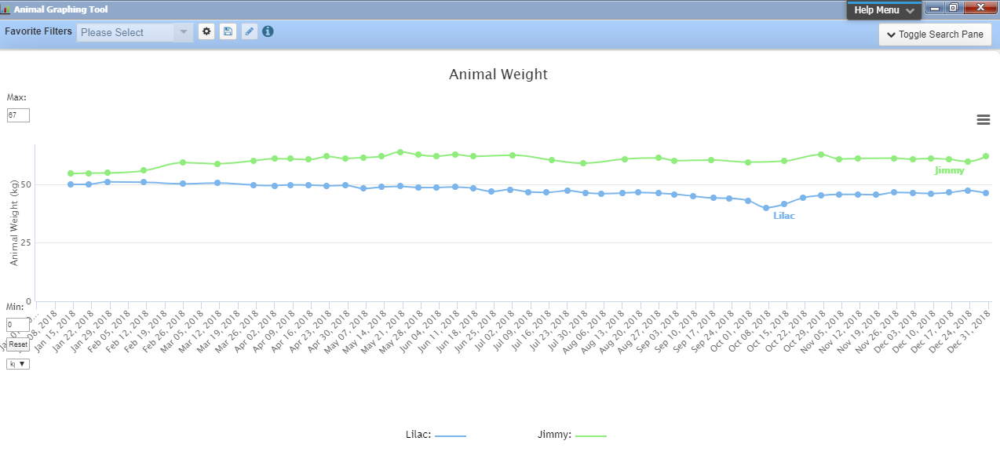 Animal Graphing Tool
Help Menu
Favorite Filters
Please Select
Toggle Search Pane
Animal Weight
Max:
67
Animal Weight (kg)
50
25
0
Jimmy
Lilac
Min:
0
Reset
Jan 15, 2018
Jan 22, 2018
Jan 29, 2018
Feb 05, 2018
Feb 12, 2018
Feb 19, 2018
Feb 26, 2018
Mar 05, 2018
Mar 12, 2018
Mar 19, 2018
Mar 26, 2018
Apr 02, 2018
Apr 09, 2018
Apr 16, 2018
Apr 23, 2018
Apr 30, 2018
May 07, 2018
May 14, 2018
May 21, 2018
May 28, 2018
Jun 04, 2018
Jun 11, 2018
Jun 18, 2018
Jun 25, 2018
Jul 02, 2018
Jul 09, 2018
Jul 16, 2018
Jul 23, 2018
Jul 30, 2018
Aug 06, 2018
Aug 13, 2018
Aug 20, 2018
Aug 27, 2018
Sep 03, 2018
Sep 10, 2018
Sep 17, 2018
Sep 24, 2018
Oct 01, 2018
Oct 08, 2018
Oct 15, 2018
Oct 22, 2018
Oct 29, 2018
Nov 05, 2018
Nov 12, 2018
Nov 19, 2018
Nov 26, 2018
Dec 03, 2018
Dec 10, 2018
Dec 17, 2018
Dec 24, 2018
Dec 31, 2018
Lilac:
Jimmy: